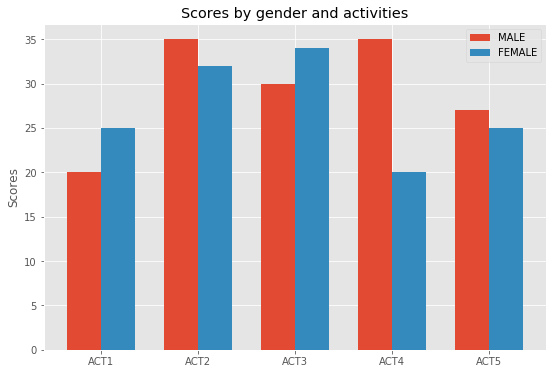 Scores by gender and activities
MALE
FEMALE
Scores
35
30
25
20
15
10
5
0
ACT1 ACT2 ACT3 ACT4 ACT5